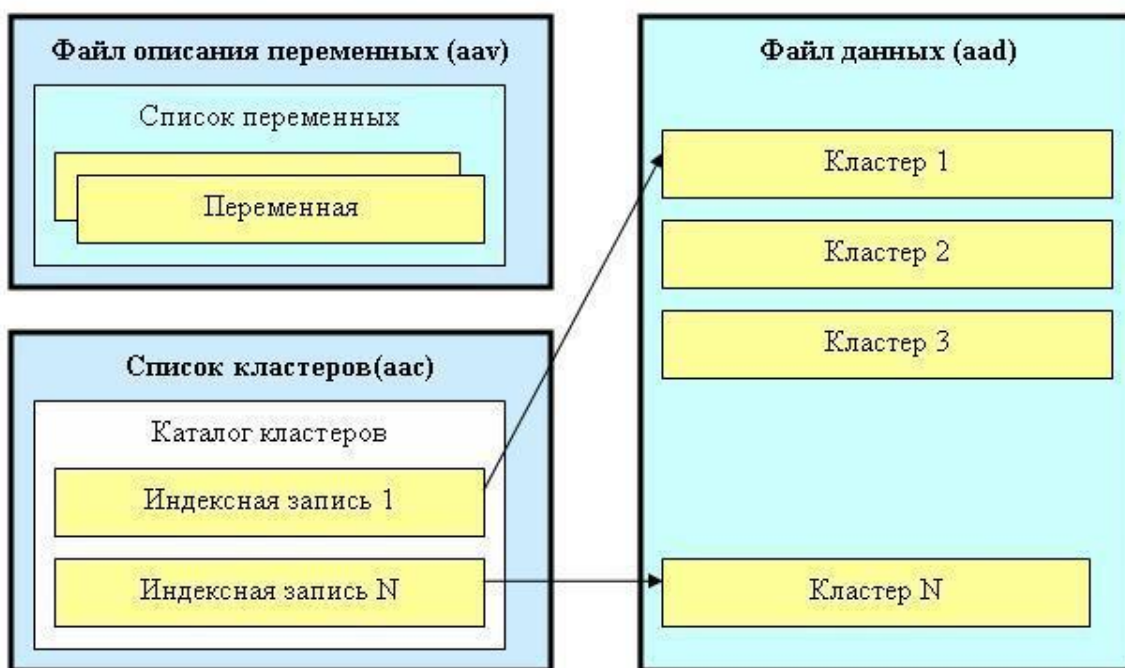 Файл описания переменных (aav)
Список переменных
Переменная
Список кластеров(aac)
Каталог кластеров
Индексная запись 1
Индексная запись N
Файл данных (aad)
Кластер 1
Кластер 2
Кластер 3
Кластер N